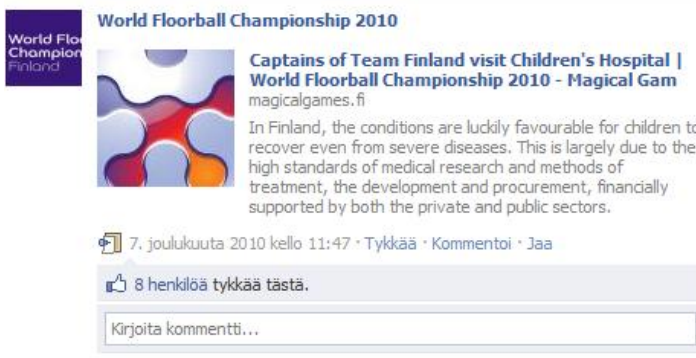 World Floorball Championship 2010
World Flo
Champion
Finland
Captains of Team Finland visit Children's Hospital |
World Floorball Championship 2010 - Magical Gam
magicalgames.fi
In Finland, the conditions are luckily favourable for children to
recover even from severe diseases. This is largely due to the
high standards of medical research and methods of
treatment, the development and procurement, financially
supported by both the private and public sectors.
7. joulukuuta 2010 kello 11:47 · Tykkää · Kommentoi · Jaa
8 henkilöä tykkää tästä.
Kirjoita kommentti...